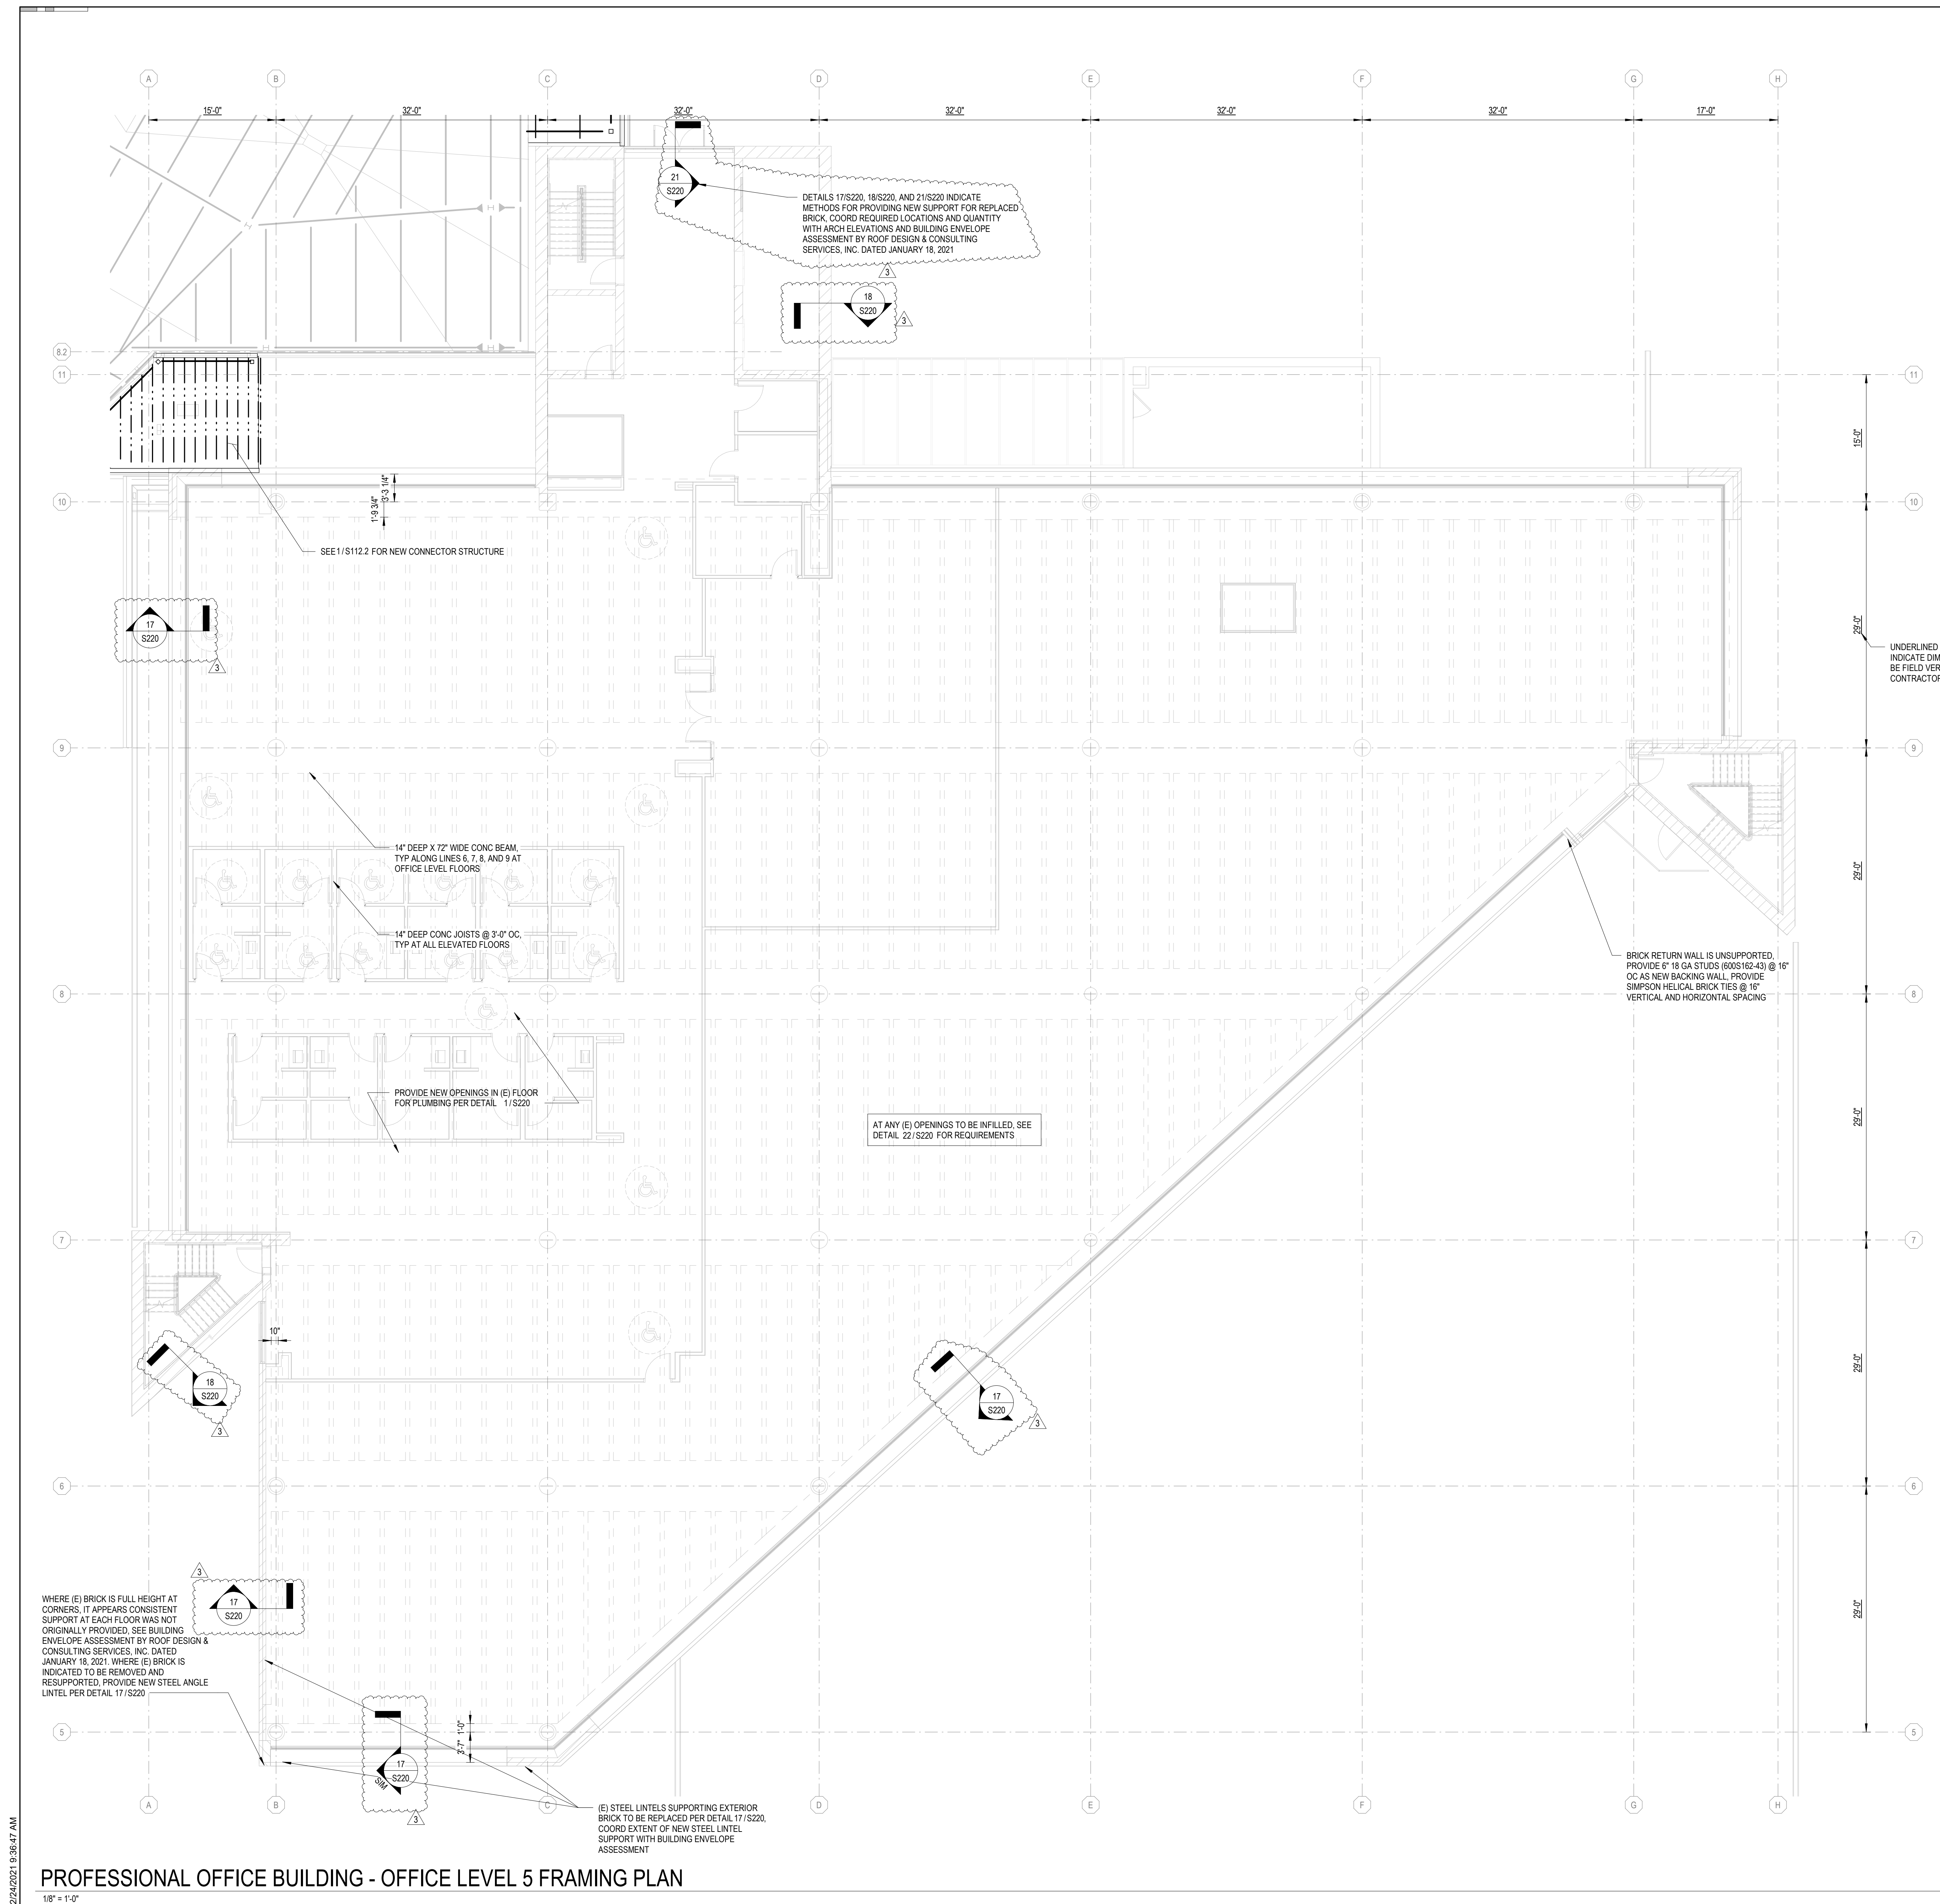 A
B
C
D
E
F
G
H
15'-0"
32'-0"
32'-0"
32'-0"
32'-0"
32'-0"
17'-0"
21
S220
DETAILS 17/S220, 18/S220, AND 21/S220 INDICATE
METHODS FOR PROVIDING NEW SUPPORT FOR REPLACED
BRICK, COORD REQUIRED LOCATIONS AND QUANTITY
WITH ARCH ELEVATIONS AND BUILDING ENVELOPE
ASSESSMENT BY ROOF DESIGN & CONSULTING
SERVICES, INC. DATED JANUARY 18, 2021
3
18
S220
3
8.2
11
11
15'-0"
3'-3 1/4"
1'-9 3/4"
10
10
SEE 1 / S112.2 FOR NEW CONNECTOR STRUCTURE
17
S220
3
29'-0"
UNDERLINED
INDICATE DIM
BE FIELD VER
CONTRACTOR
9
9
14" DEEP X 72" WIDE CONC BEAM,
TYP ALONG LINES 6, 7, 8, AND 9 AT
OFFICE LEVEL FLOORS
29'-0"
14" DEEP CONC JOISTS @ 3'-0" OC,
TYP AT ALL ELEVATED FLOORS
BRICK RETURN WALL IS UNSUPPORTED,
PROVIDE 6" 18 GA STUDS (600S162-43) @ 16"
OC AS NEW BACKING WALL, PROVIDE
SIMPSON HELICAL BRICK TIES @ 16"
VERTICAL AND HORIZONTAL SPACING
8
8
PROVIDE NEW OPENINGS IN (E) FLOOR
FOR PLUMBING PER DETAIL 1 / S220
29'-0"
AT ANY (E) OPENINGS TO BE INFILLED, SEE
DETAIL 22 / S220 FOR REQUIREMENTS
7
7
10"
29'-0"
18
S220
3
17
S220
3
6
6
3
17
S220
29'-0"
WHERE (E) BRICK IS FULL HEIGHT AT
CORNERS, IT APPEARS CONSISTENT
SUPPORT AT EACH FLOOR WAS NOT
ORIGINALLY PROVIDED, SEE BUILDING
ENVELOPE ASSESSMENT BY ROOF DESIGN &
CONSULTING SERVICES, INC. DATED
JANUARY 18, 2021. WHERE (E) BRICK IS
INDICATED TO BE REMOVED AND
RESUPPORTED, PROVIDE NEW STEEL ANGLE
LINTEL PER DETAIL 17 / S220
5
5
1'-0"
3'-7"
17
S220
SIM
3
A
B
C
D
E
F
G
H
(E) STEEL LINTELS SUPPORTING EXTERIOR
BRICK TO BE REPLACED PER DETAIL 17 / S220,
COORD EXTENT OF NEW STEEL LINTEL
SUPPORT WITH BUILDING ENVELOPE
ASSESSMENT
PROFESSIONAL OFFICE BUILDING - OFFICE LEVEL 5 FRAMING PLAN
1/8" = 1'-0"
2/24/2021 9:36:47 AM